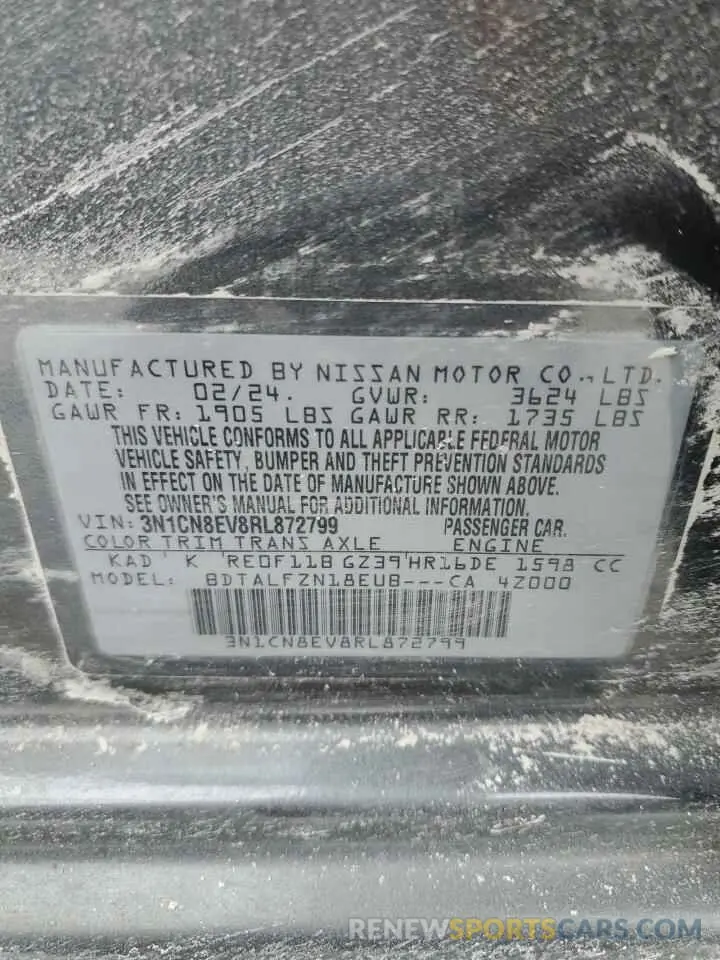 MANUFACTURED BY NISSAN MOTOR CO., LTD.
DATE: 02/24. GVWR: 3624 LBS
GAWR FR: 1905 LBS GAWR RR: 1735 LBS
THIS VEHICLE CONFORMS TO ALL APPLICABLE FEDERAL MOTOR
VEHICLE SAFETY, BUMPER AND THEFT PREVENTION STANDARDS
IN EFFECT ON THE DATE OF MANUFACTURE SHOWN ABOVE.
SEE OWNER'S MANUAL FOR ADDITIONAL INFORMATION.
VIN: 3N1CN8EV8RL872799 PASSENGER CAR.
COLOR TRIM TRANS AXLE ENGINE
KAD K RE0F11B GZ39 HR16DE 1598 CC
MODEL: BDTALFZN18EUB---CA 4Z000
3N1CN8EV8RL872799
RENEWSPORTSCARS.COM